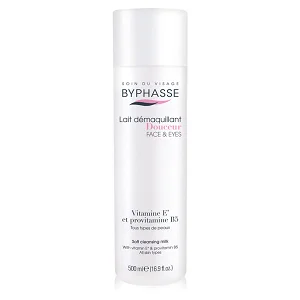 SOIN DU VISAGE
BYPHASSE
Lait démaquillant
Douceur
FACE & EYES
Vitamine E*
et provitamine B5
Tous types de peaux
Soft cleansing milk
With vitamin E* & provitamin B5
All skin types
500 ml e (16.9 fl.oz.)